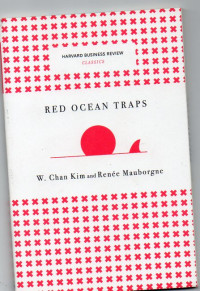 HARVARD BUSINESS REVIEW
CLASSICS
RED OCEAN TRAPS
W. Chan Kim and Renée Mauborgne